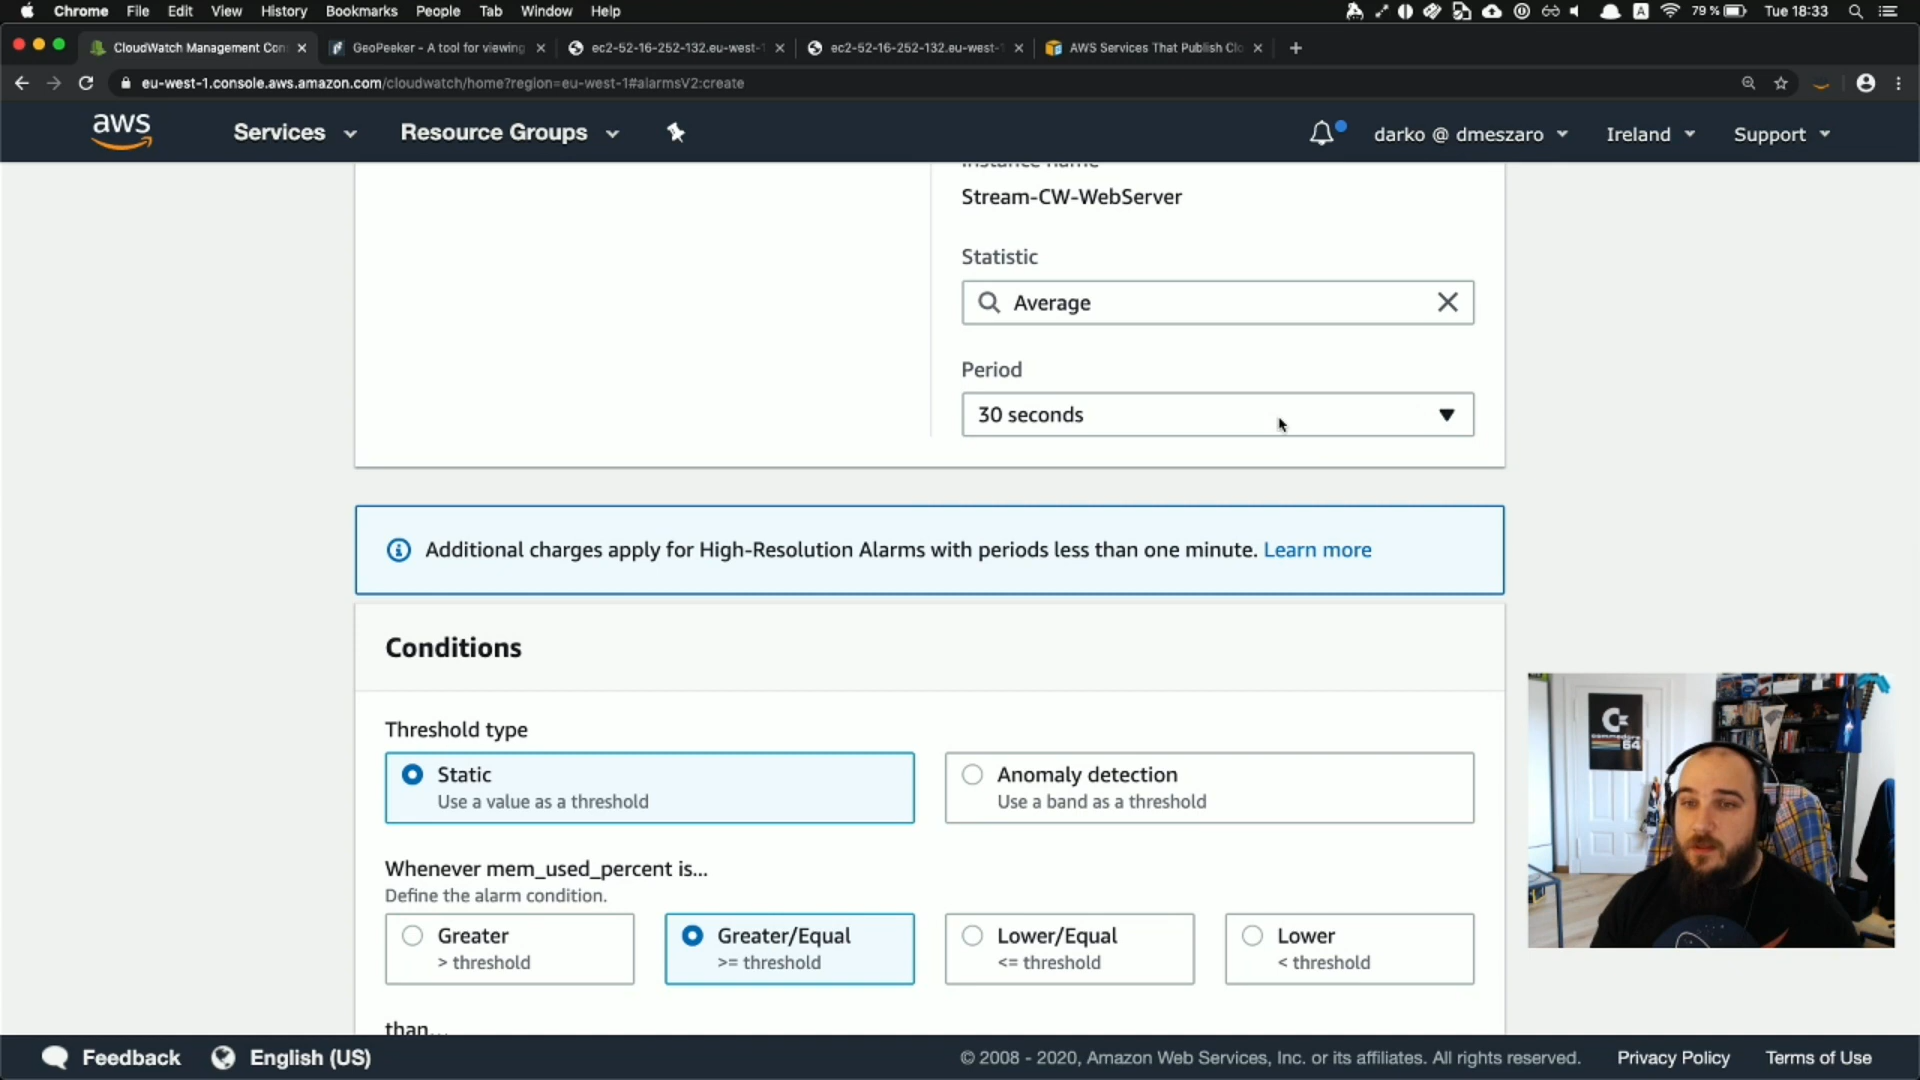 Chrome File Edit View History Bookmarks People Tab Window Help
79 % Tue 18:33
CloudWatch Management Con
GeoPeeker - A tool for viewing
ec2-52-16-252-132.eu-west-1
ec2-52-16-252-132.eu-west-
AWS Services That Publish Clo
eu-west-1.console.aws.amazon.com/cloudwatch/home?region=eu-west-1#alarmsV2:create
aws Services Resource Groups darko @ dmeszaro Ireland Support
Instance name
Stream-CW-WebServer
Statistic
Average
Period
30 seconds
Additional charges apply for High-Resolution Alarms with periods less than one minute. Learn more
Conditions
Threshold type
Static
Use a value as a threshold
Anomaly detection
Use a band as a threshold
Whenever mem_used_percent is...
Define the alarm condition.
Greater
> threshold
Greater/Equal
>= threshold
Lower/Equal
<= threshold
Lower
< threshold
than...
commodore
64
Feedback English (US) © 2008 - 2020, Amazon Web Services, Inc. or its affiliates. All rights reserved. Privacy Policy Terms of Use